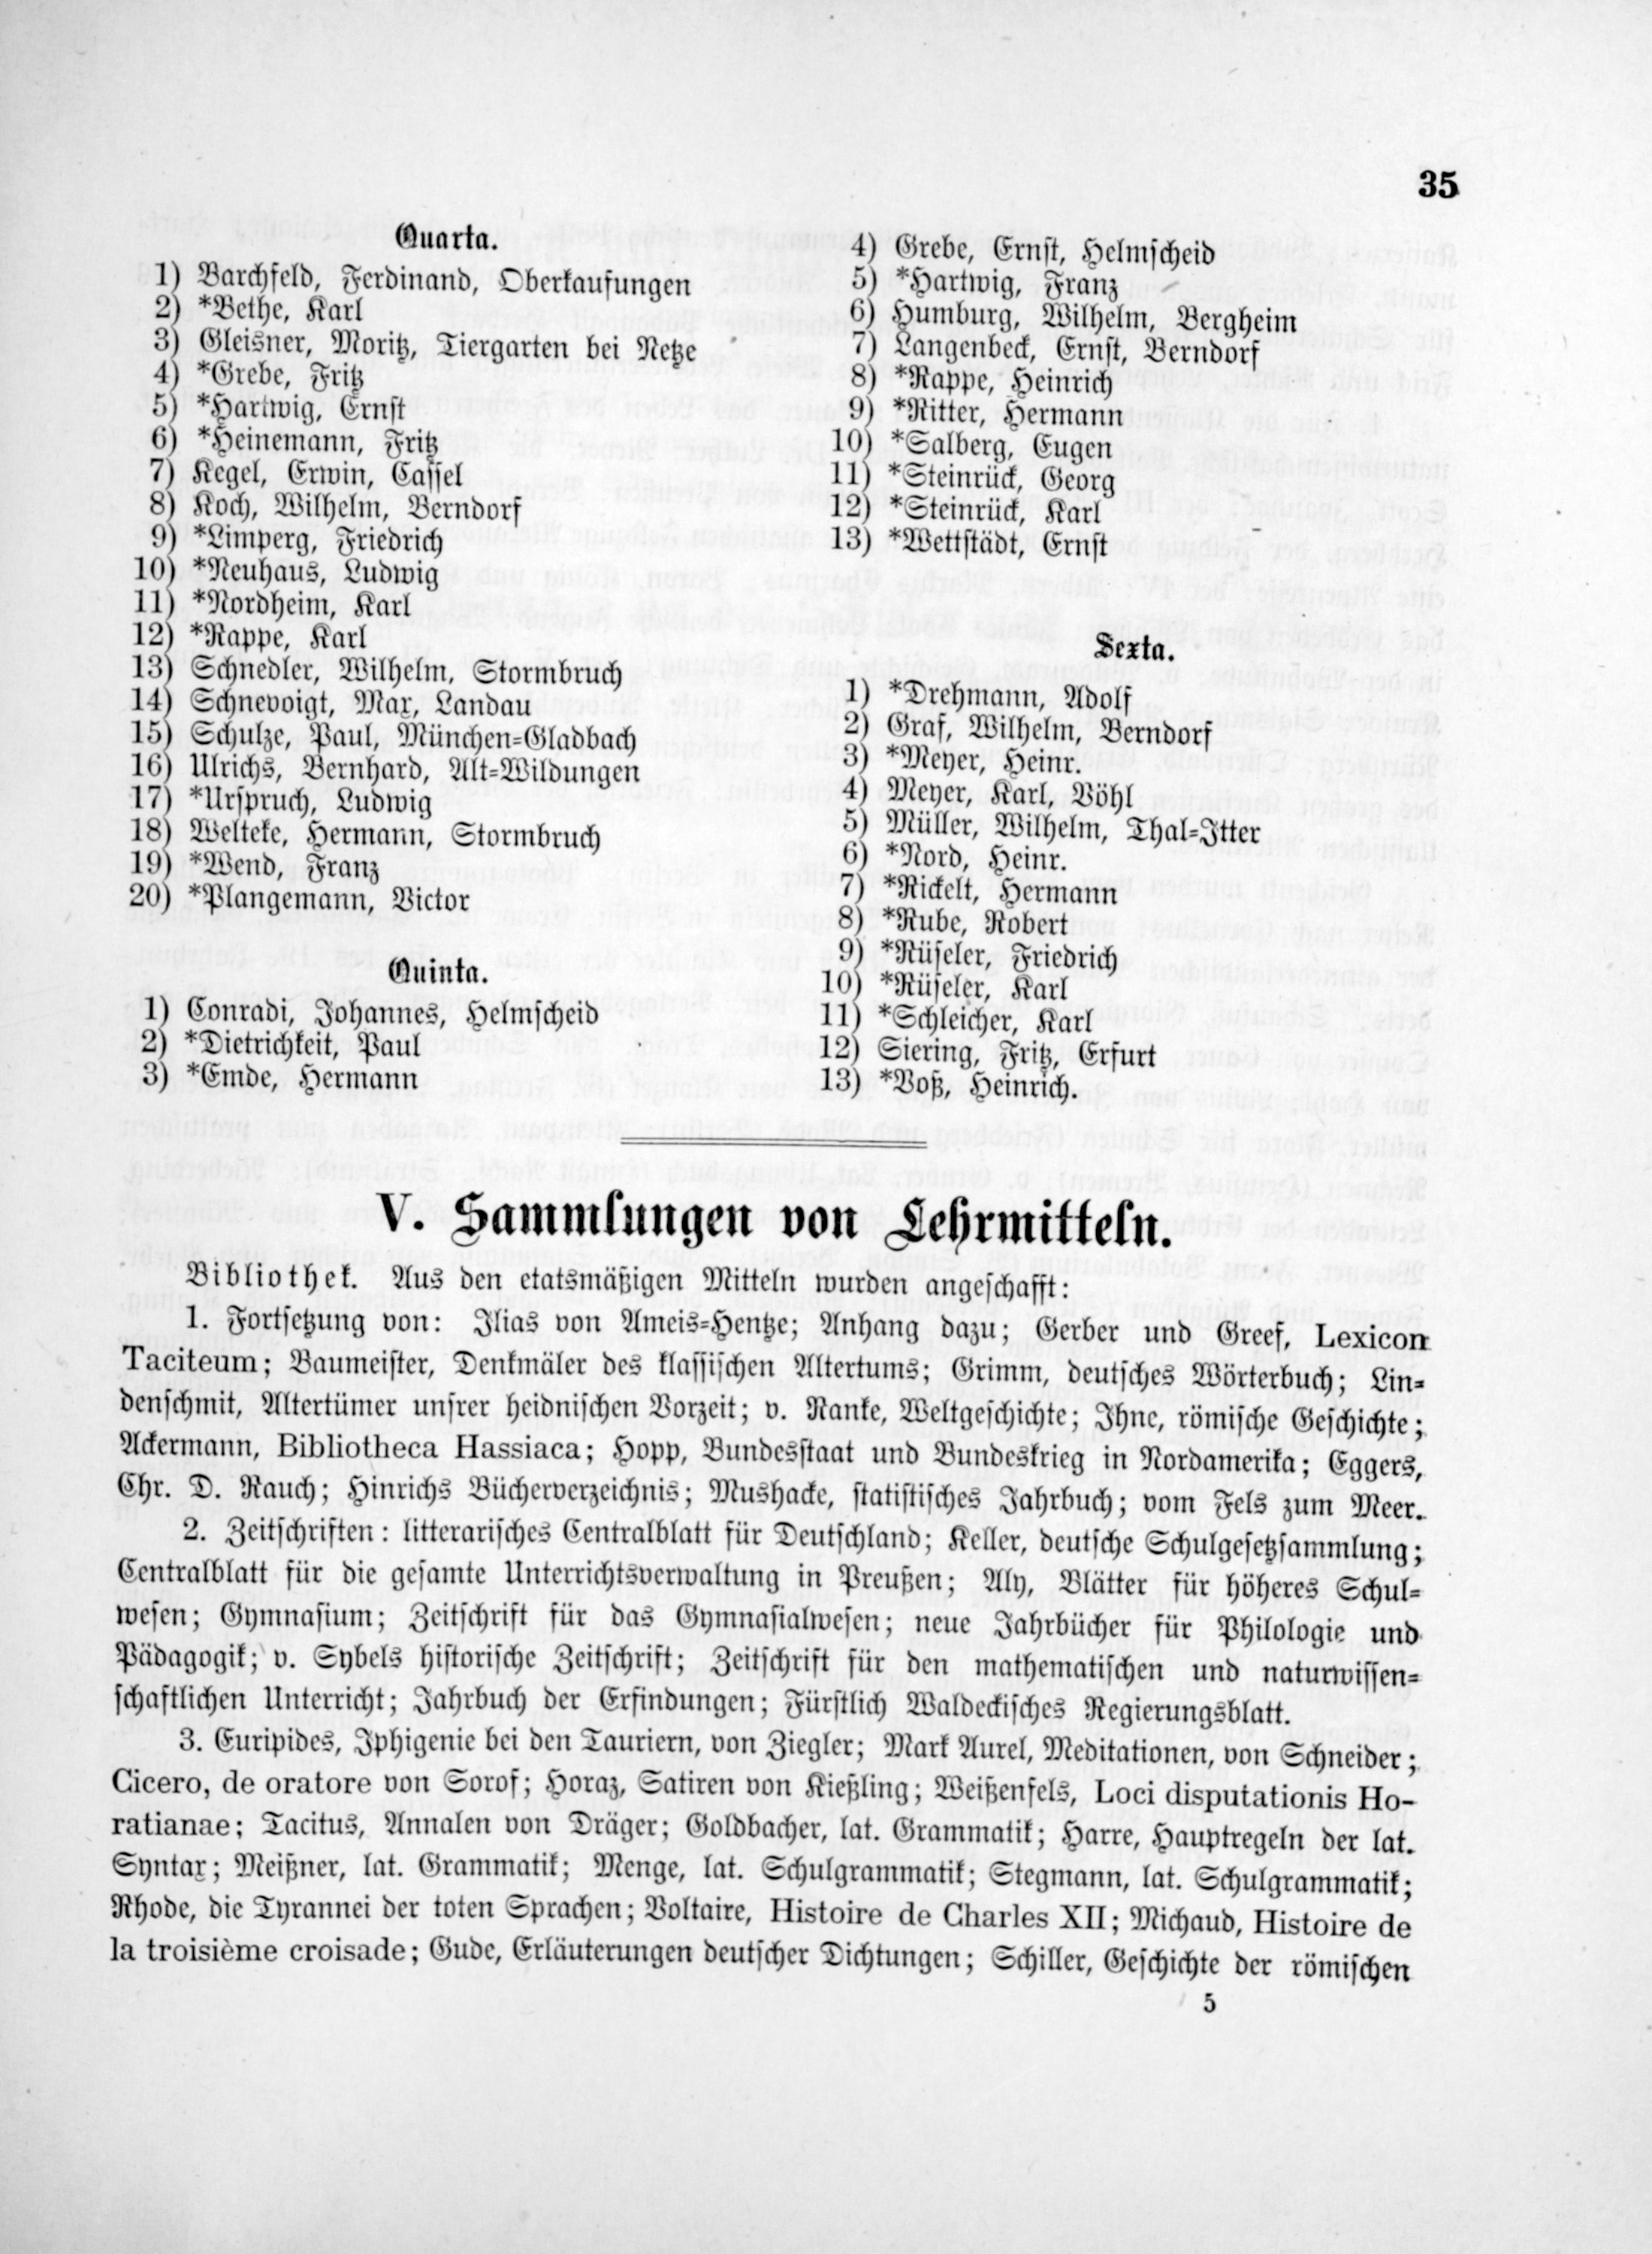 35
Quarta.
1) Barchfeld, Ferdinand, Oberkaufungen
2) *Bethe, Karl
3) Gleisner, Moritz, Tiergarten bei Netze
4) *Grebe, Fritz
5) *Hartwig, Ernst
6) *Heinemann, Fritz
7) Kegel, Erwin, Cassel
8) Koch, Wilhelm, Berndorf
9) *Limperg, Friedrich
10) *Neuhaus, Ludwig
11) *Nordheim, Karl
12) *Rappe, Karl
13) Schnedler, Wilhelm, Stormbruch
14) Schnevoigt, Max, Landau
15) Schulze, Paul, München=Gladbach
16) Ulrichs, Bernhard, Alt=Wildungen
17) *Urspruch, Ludwig
18) Welteke, Hermann, Stormbruch
19) *Wend, Franz
20) *Plangemann, Victor
Quinta.
1) Conradi, Johannes, Helmscheid
2) *Dietrichkeit, Paul
3) *Emde, Hermann
4) Grebe, Ernst, Helmscheid
5) *Hartwig, Franz
6) Humburg, Wilhelm, Bergheim
7) Langenbeck, Ernst, Berndorf
8) *Rappe, Heinrich
9) *Ritter, Hermann
10) *Salberg, Eugen
11) *Steinrück, Georg
12) *Steinrück, Karl
13) *Wettstädt, Ernst
Sexta.
1) *Drehmann, Adolf
2) Graf, Wilhelm, Berndorf
3) *Meyer, Heinr.
4) Meyer, Karl, Vöhl
5) Müller, Wilhelm, Thal=Itter
6) *Nord, Heinr.
7) *Rickelt, Hermann
8) *Rube, Robert
9) *Rüseler, Friedrich
10) *Rüseler, Karl
11) *Schleicher, Karl
12) Siering, Fritz, Erfurt
13) *Voß, Heinrich.
V. Sammlungen von Lehrmitteln.
Bibliothek. Aus den etatsmäßigen Mitteln wurden angeschafft:
1. Fortsetzung von: Ilias von Ameis=Hentze; Anhang dazu; Gerber und Greef, Lexicon
Taciteum; Baumeister, Denkmäler des klassischen Altertums; Grimm, deutsches Wörterbuch; Lin=
denschmit, Altertümer unsrer heidnischen Vorzeit; v. Ranke, Weltgeschichte; Ihne, römische Geschichte;
Ackermann, Bibliotheca Hassiaca; Hopp, Bundesstaat und Bundeskrieg in Nordamerika; Eggers,
Chr. D. Rauch; Hinrichs Bücherverzeichnis; Mushacke, statistisches Jahrbuch; vom Fels zum Meer.
2. Zeitschriften: litterarisches Centralblatt für Deutschland; Keller, deutsche Schulgesetzsammlung;
Centralblatt für die gesamte Unterrichtsverwaltung in Preußen; Aly, Blätter für höheres Schul=
wesen; Gymnasium; Zeitschrift für das Gymnasialwesen; neue Jahrbücher für Philologie und
Pädagogik; v. Sybels historische Zeitschrift; Zeitschrift für den mathematischen und naturwissen=
schaftlichen Unterricht; Jahrbuch der Erfindungen; Fürstlich Waldeckisches Regierungsblatt.
3. Euripides, Iphigenie bei den Tauriern, von Ziegler; Mark Aurel, Meditationen, von Schneider;
Cicero, de oratore von Sorof; Horaz, Satiren von Kießling; Weißenfels, Loci disputationis Ho-
ratianae; Tacitus, Annalen von Dräger; Goldbacher, lat. Grammatik; Harre, Hauptregeln der lat.
Syntax; Meißner, lat. Grammatik; Menge, lat. Schulgrammatik; Stegmann, lat. Schulgrammatik;
Rhode, die Tyrannei der toten Sprachen; Voltaire, Histoire de Charles XII; Michaud, Histoire de
la troisième croisade; Gude, Erläuterungen deutscher Dichtungen; Schiller, Geschichte der römischen
5